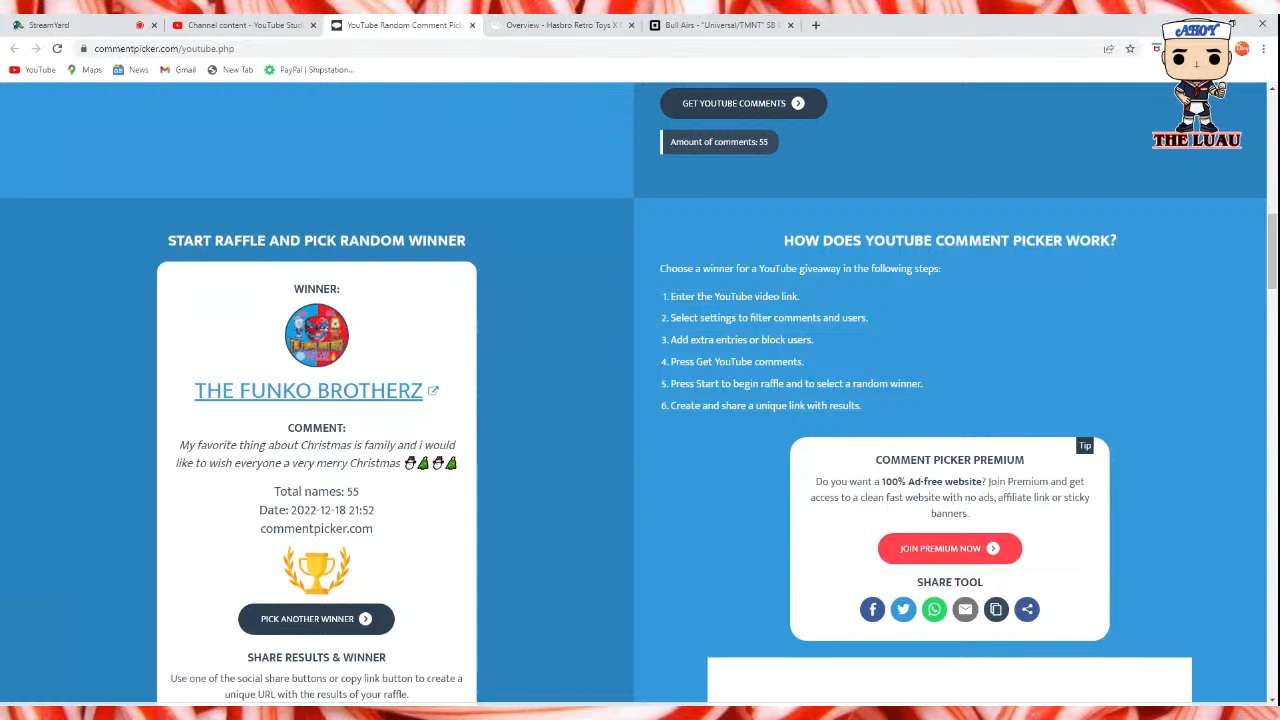 StreamYard
Channel content - YouTube Stud
YouTube Random Comment Pick
Overview - Hasbro Retro Toys X
Bull Airs - "Universal/TMNT" SB
commentpicker.com/youtube.php
YouTube
Maps
News
Gmail
New Tab
PayPal | Shipstation...
AHOY
THE LUAU
GET YOUTUBE COMMENTS
Amount of comments: 55
START RAFFLE AND PICK RANDOM WINNER
WINNER:
THE FUNKO BROTHERZ
COMMENT:
My favorite thing about Christmas is family and i would
like to wish everyone a very merry Christmas ⛄🎄⛄🎄
Total names: 55
Date: 2022-12-18 21:52
commentpicker.com
PICK ANOTHER WINNER
SHARE RESULTS & WINNER
Use one of the social share buttons or copy link button to create a
unique URL with the results of your raffle.
HOW DOES YOUTUBE COMMENT PICKER WORK?
Choose a winner for a YouTube giveaway in the following steps:
1. Enter the YouTube video link.
2. Select settings to filter comments and users.
3. Add extra entries or block users.
4. Press Get YouTube comments.
5. Press Start to begin raffle and to select a random winner.
6. Create and share a unique link with results.
Tip
COMMENT PICKER PREMIUM
Do you want a 100% Ad-free website? Join Premium and get
access to a clean fast website with no ads, affiliate link or sticky
banners.
JOIN PREMIUM NOW
SHARE TOOL